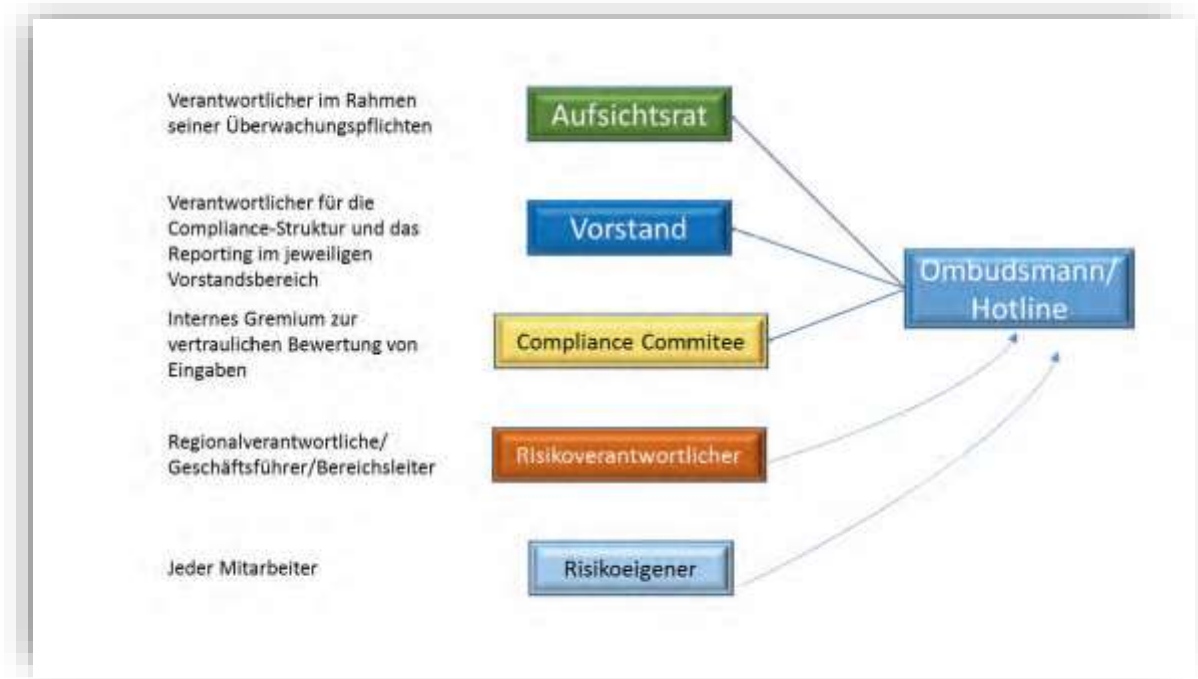 Verantwortlicher im Rahmen
seiner Überwachungspflichten
Aufsichtsrat
Verantwortlicher für die
Compliance-Struktur und das
Reporting im jeweiligen
Vorstandsbereich
Vorstand
Ombudsmann/
Hotline
Internes Gremium zur
vertraulichen Bewertung von
Eingaben
Compliance Commitee
Regionalverantwortliche/
Geschäftsführer/Bereichsleiter
Risikoverantwortlicher
Jeder Mitarbeiter
Risikoeigener